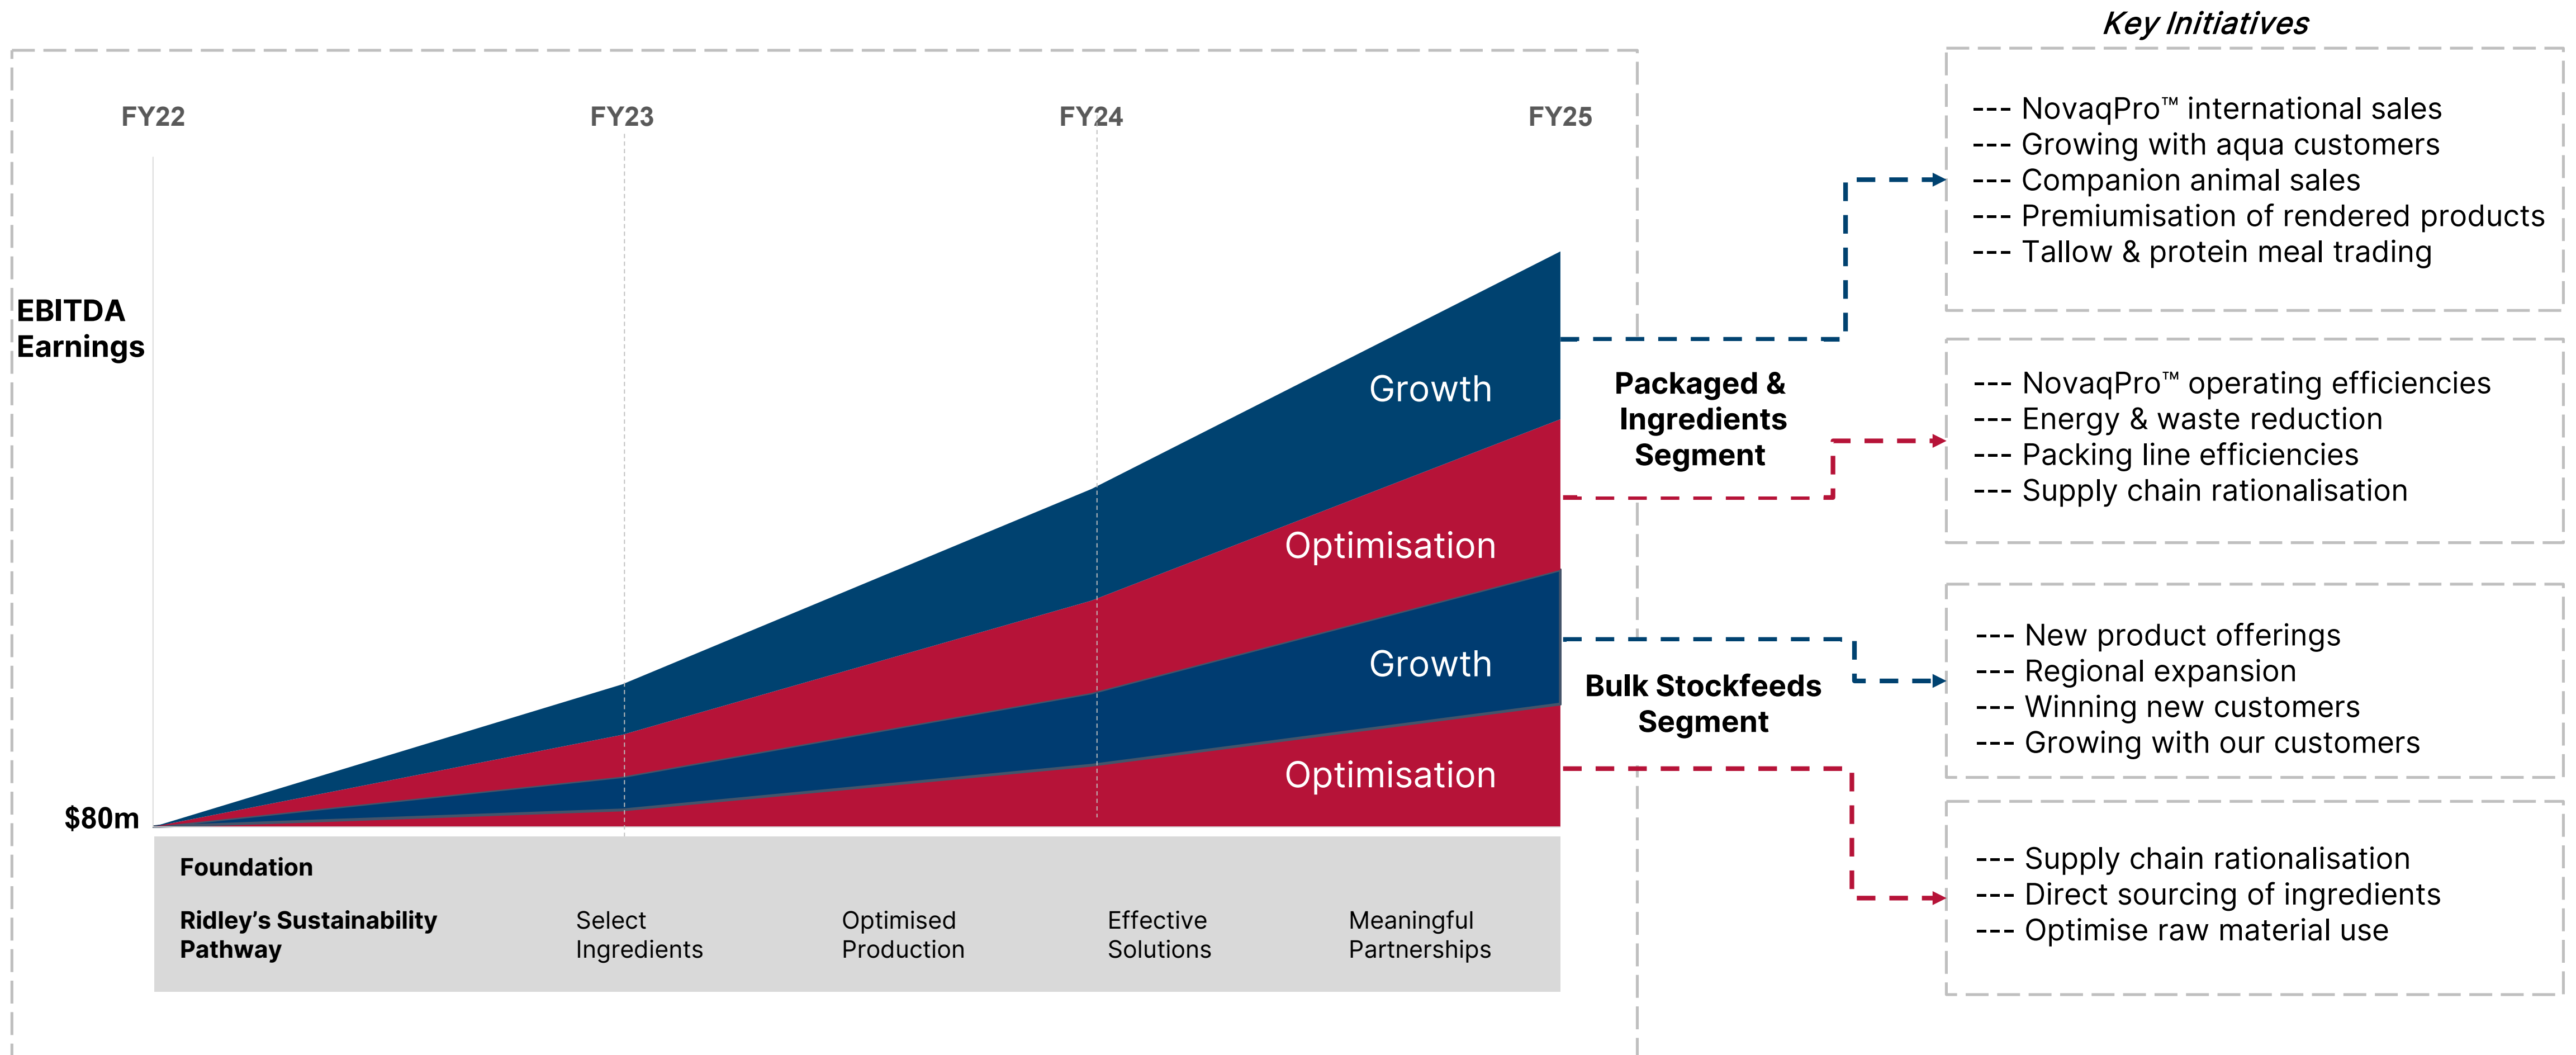 Key Initiatives
FY22
FY23
FY24
FY25
EBITDA
Earnings
$80m
Growth
Optimisation
Growth
Optimisation
Packaged &
Ingredients
Segment
Bulk Stockfeeds
Segment
--- NovaqPro™ international sales
--- Growing with aqua customers
--- Companion animal sales
--- Premiumisation of rendered products
--- Tallow & protein meal trading
--- NovaqPro™ operating efficiencies
--- Energy & waste reduction
--- Packing line efficiencies
--- Supply chain rationalisation
--- New product offerings
--- Regional expansion
--- Winning new customers
--- Growing with our customers
--- Supply chain rationalisation
--- Direct sourcing of ingredients
--- Optimise raw material use
Foundation
Ridley’s Sustainability
Pathway
Select
Ingredients
Optimised
Production
Effective
Solutions
Meaningful
Partnerships